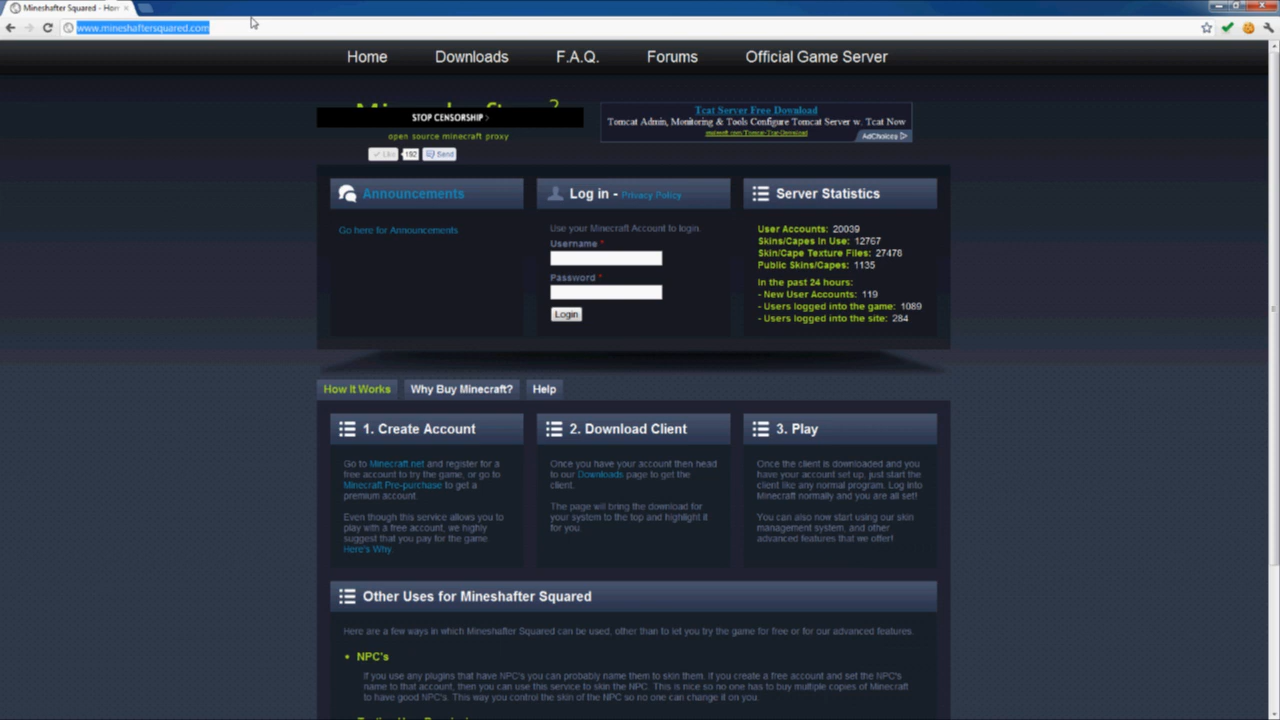 Mineshafter Squared - Hom
www.mineshaftersquared.com
Home
Downloads
F.A.Q.
Forums
Official Game Server
STOP CENSORSHIP
open source minecraft proxy
Like
192
Send
Tcat Server Free Download
Tomcat Admin, Monitoring & Tools Configure Tomcat Server w. Tcat Now
AdChoices
Announcements
Go here for Announcements
Log in - Privacy Policy
Use your Minecraft Account to login.
Username *
Password *
Login
Server Statistics
User Accounts: 20039
Skins/Capes In Use: 12767
Skin/Cape Texture Files: 27478
Public Skins/Capes: 1135
In the past 24 hours:
- New User Accounts: 119
- Users logged into the game: 1089
- Users logged into the site: 284
How It Works
Why Buy Minecraft?
Help
1. Create Account
Go to Minecraft.net and register for a
free account to try the game, or go to
Minecraft Pre-purchase to get a
premium account.
Even though this service allows you to
play with a free account, we highly
suggest that you pay for the game
Here's Why
2. Download Client
Once you have your account then head
to our Downloads page to get the
client.
The page will bring the download for
your system to the top and highlight it
for you.
3. Play
Once the client is downloaded and you
have your account set up, just start the
client like any normal program. Log into
Minecraft normally and you are all set!
You can also now start using our skin
management system, and other
advanced features that we offer!
Other Uses for Mineshafter Squared
Here are a few ways in which Mineshafter Squared can be used, other than to let you try the game for free or for our advanced features.
• NPC's
If you use any plugins that have NPC's you can probably name them to skin them. If you create a free account and set the NPC's
name to that account, then you can use this service to skin the NPC. This is nice so no one has to buy multiple copies of Minecraft
to have good NPC's. This way you control the skin of the NPC so no one can change it on you.